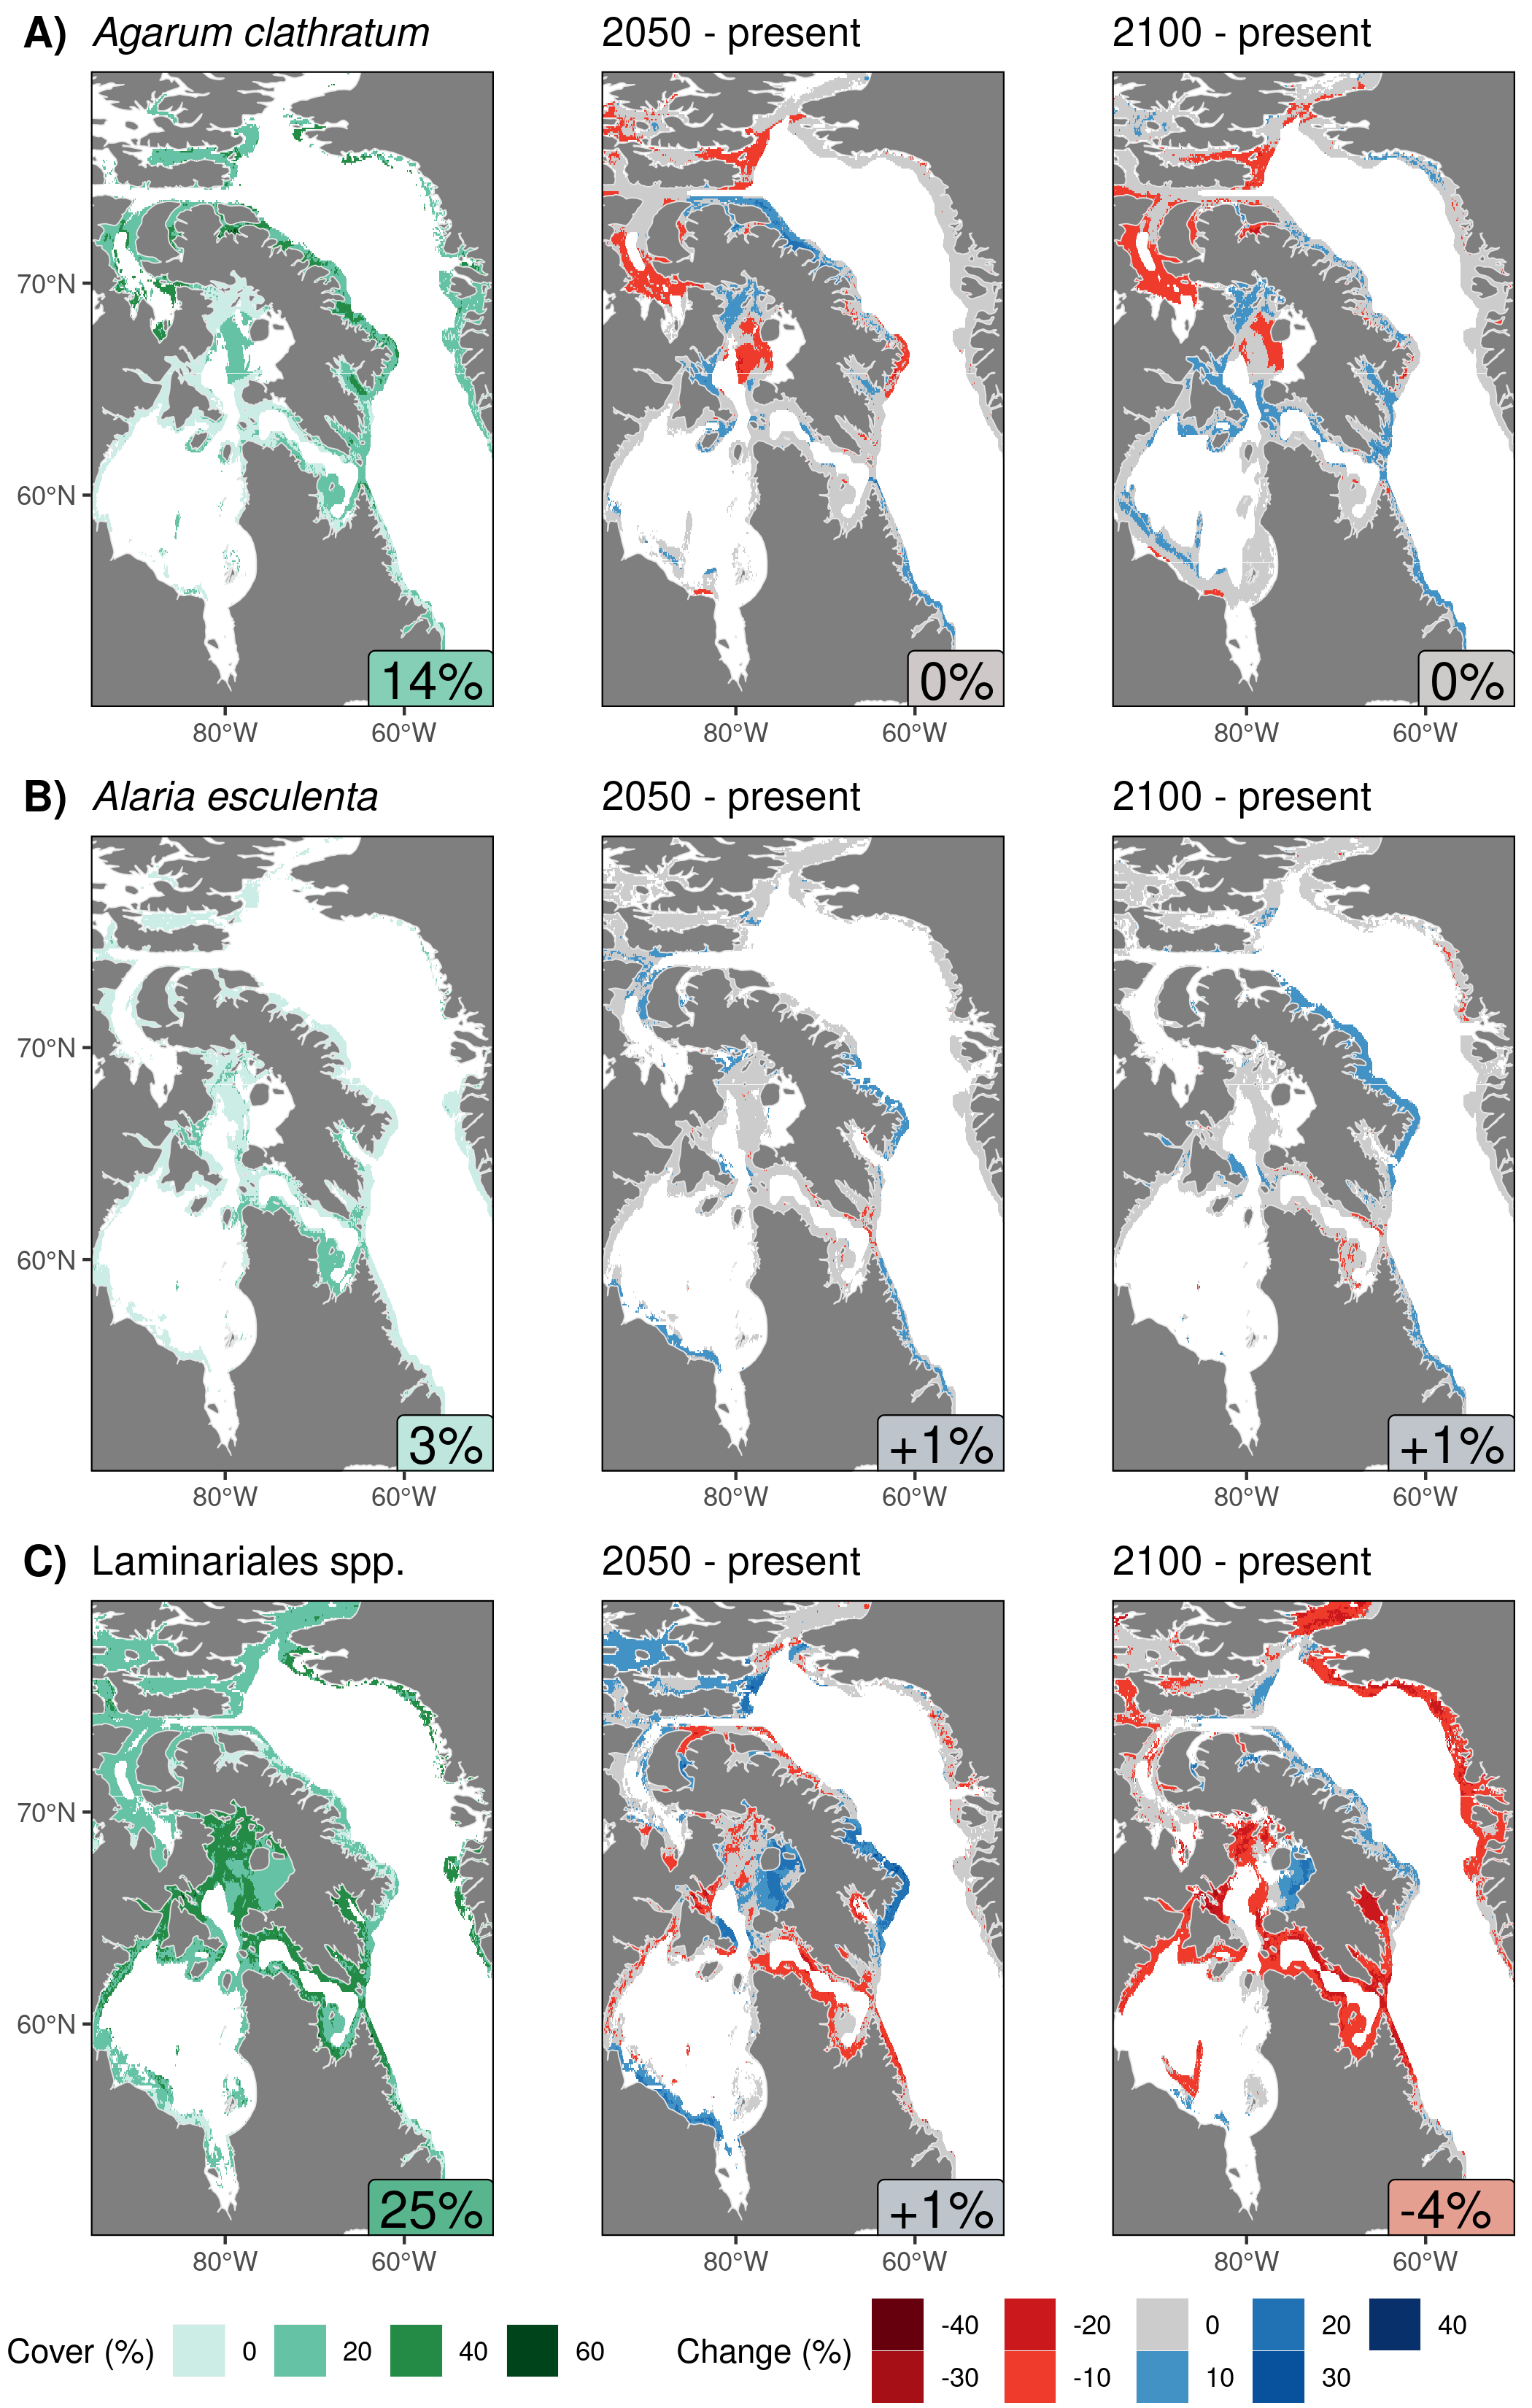 A) Agarum clathratum 2050 - present 2100 - present
70°N
60°N
14% 0% 0%
80°W 60°W 80°W 60°W 80°W 60°W
B) Alaria esculenta 2050 - present 2100 - present
70°N
60°N
3% +1% +1%
80°W 60°W 80°W 60°W 80°W 60°W
C) Laminariales spp. 2050 - present 2100 - present
70°N
60°N
25% +1% -4%
80°W 60°W 80°W 60°W 80°W 60°W
Cover (%) 0 20 40 60
Change (%) -40 -20 0 20 40
-30 -10 10 30